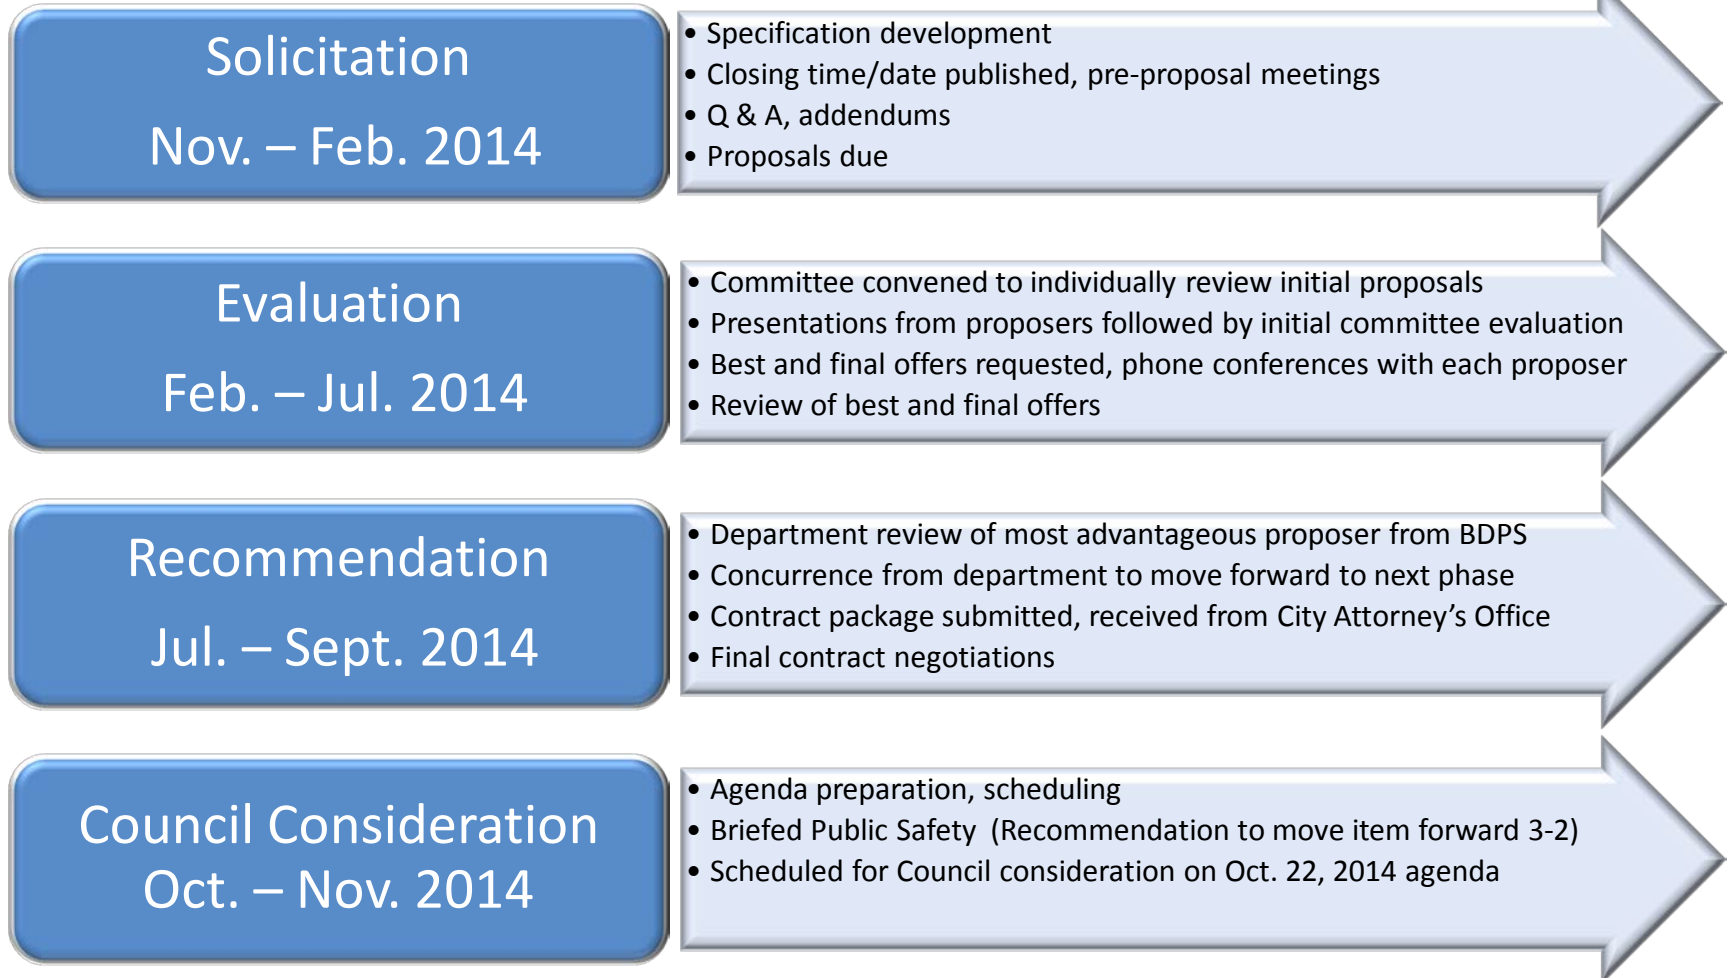 Solicitation
Nov. – Feb. 2014
• Specification development
• Closing time/date published, pre-proposal meetings
• Q & A, addendums
• Proposals due
Evaluation
Feb. – Jul. 2014
• Committee convened to individually review initial proposals
• Presentations from proposers followed by initial committee evaluation
• Best and final offers requested, phone conferences with each proposer
• Review of best and final offers
Recommendation
Jul. – Sept. 2014
• Department review of most advantageous proposer from BDPS
• Concurrence from department to move forward to next phase
• Contract package submitted, received from City Attorney’s Office
• Final contract negotiations
Council Consideration
Oct. – Nov. 2014
• Agenda preparation, scheduling
• Briefed Public Safety (Recommendation to move item forward 3-2)
• Scheduled for Council consideration on Oct. 22, 2014 agenda